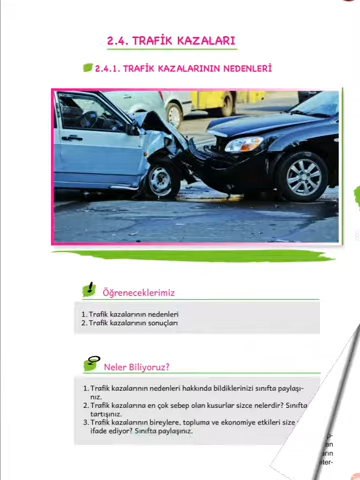 2.4. TRAFİK KAZALARI
2.4.1. TRAFİK KAZALARININ NEDENLERİ
Öğreneceklerimiz
1. Trafik kazalarının nedenleri
2. Trafik kazalarının sonuçları
Neler Biliyoruz?
1. Trafik kazalarının nedenleri hakkında bildiklerinizi sınıfta paylaşı-
nız.
2. Trafik kazalarına en çok sebep olan kusurlar sizce nelerdir? Sınıfta
tartışınız.
3. Trafik kazalarının bireylere, topluma ve ekonomiye etkileri size
ifade ediyor? Sınıfta paylaşınız.